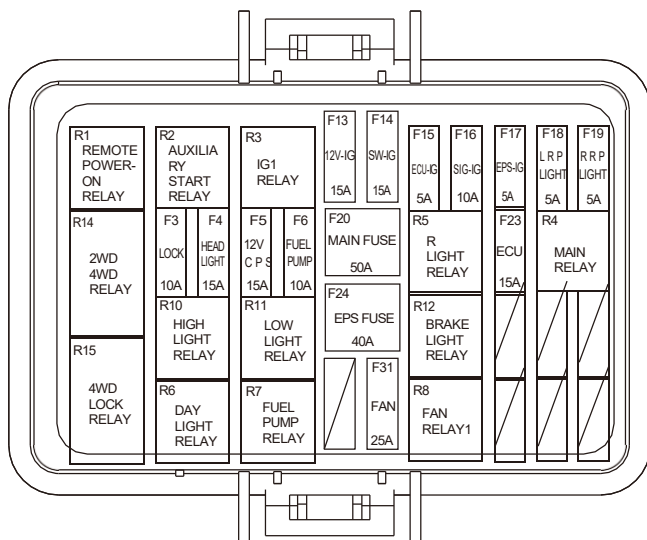 R1
REMOTE
POWER-
ON
RELAY
R2
AUXILIA
RY
START
RELAY
R3
IG1
RELAY
F13
12V-IG
15A
F14
SW-IG
15A
F15
ECU-IG
5A
F16
SIG-IG
10A
F17
EPS-IG
5A
F18
LRP
LIGHT
5A
F19
RRP
LIGHT
5A
R14
2WD
4WD
RELAY
F3
LOCK
10A
F4
HEAD
LIGHT
15A
F5
12V
CPS
15A
F6
FUEL
PUMP
10A
F20
MAIN FUSE
50A
R5
R
LIGHT
RELAY
F23
ECU
15A
R4
MAIN
RELAY
R10
HIGH
LIGHT
RELAY
R11
LOW
LIGHT
RELAY
F24
EPS FUSE
40A
R12
BRAKE
LIGHT
RELAY
R15
4WD
LOCK
RELAY
R6
DAY
LIGHT
RELAY
R7
FUEL
PUMP
RELAY
F31
FAN
25A
R8
FAN
RELAY1